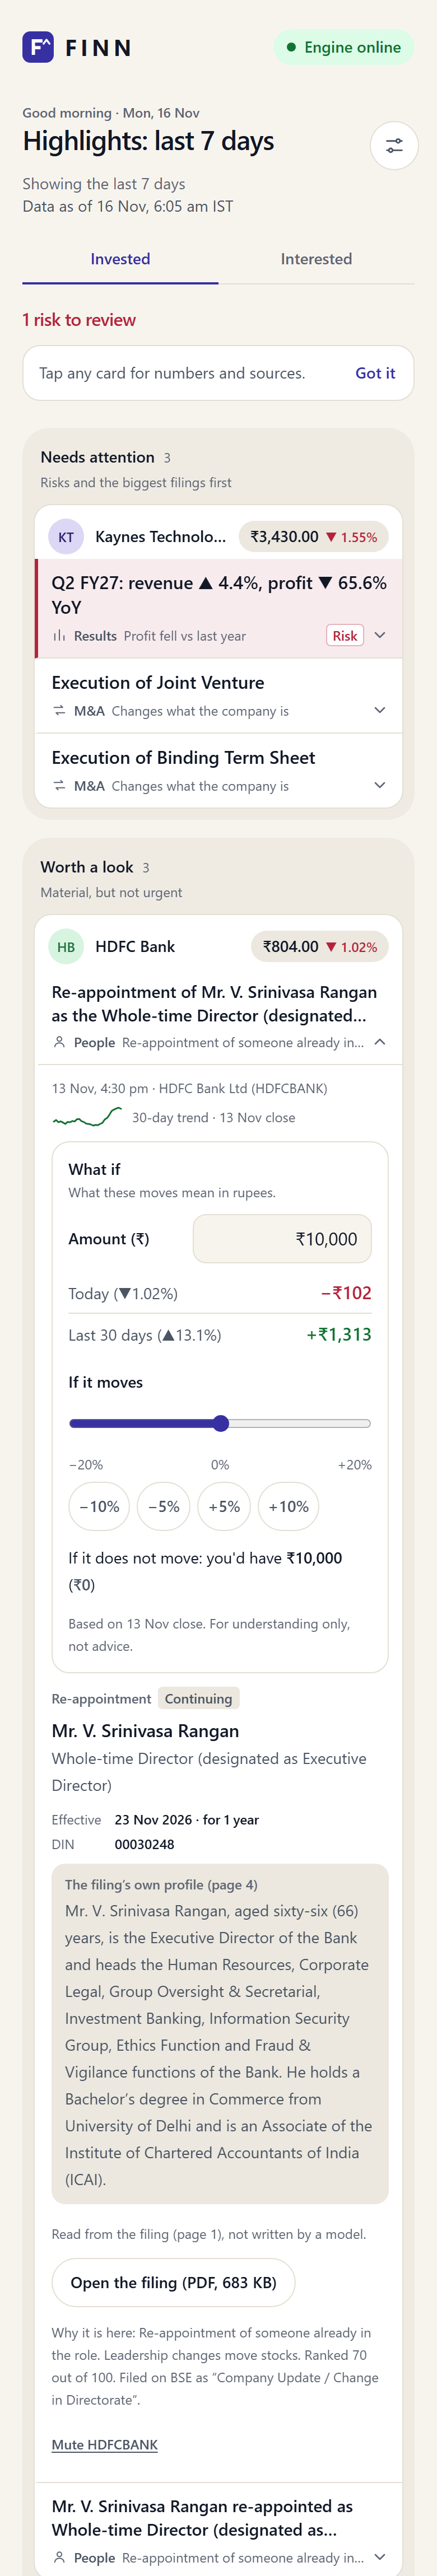 F^ FINN
Engine online
Good morning · Mon, 16 Nov
Highlights: last 7 days
Showing the last 7 days
Data as of 16 Nov, 6:05 am IST
Invested
Interested
1 risk to review
Tap any card for numbers and sources.
Got it
Needs attention 3
Risks and the biggest filings first
KT
Kaynes Technolo...
₹3,430.00 ▼ 1.55%
Q2 FY27: revenue ▲ 4.4%, profit ▼ 65.6%
YoY
Results Profit fell vs last year
Risk
Execution of Joint Venture
M&A Changes what the company is
Execution of Binding Term Sheet
M&A Changes what the company is
Worth a look 3
Material, but not urgent
HB
HDFC Bank
₹804.00 ▼ 1.02%
Re-appointment of Mr. V. Srinivasa Rangan
as the Whole-time Director (designated...
People Re-appointment of someone already in...
13 Nov, 4:30 pm · HDFC Bank Ltd (HDFCBANK)
30-day trend · 13 Nov close
What if
What these moves mean in rupees.
Amount (₹)
₹10,000
Today (▼1.02%)
−₹102
Last 30 days (▲13.1%)
+₹1,313
If it moves
−20%
0%
+20%
−10%
−5%
+5%
+10%
If it does not move: you'd have ₹10,000
(₹0)
Based on 13 Nov close. For understanding only,
not advice.
Re-appointment Continuing
Mr. V. Srinivasa Rangan
Whole-time Director (designated as Executive
Director)
Effective 23 Nov 2026 · for 1 year
DIN 00030248
The filing's own profile (page 4)
Mr. V. Srinivasa Rangan, aged sixty-six (66)
years, is the Executive Director of the Bank
and heads the Human Resources, Corporate
Legal, Group Oversight & Secretarial,
Investment Banking, Information Security
Group, Ethics Function and Fraud &
Vigilance functions of the Bank. He holds a
Bachelor's degree in Commerce from
University of Delhi and is an Associate of the
Institute of Chartered Accountants of India
(ICAI).
Read from the filing (page 1), not written by a model.
Open the filing (PDF, 683 KB)
Why it is here: Re-appointment of someone already in
the role. Leadership changes move stocks. Ranked 70
out of 100. Filed on BSE as “Company Update / Change
in Directorate”.
Mute HDFCBANK
Mr. V. Srinivasa Rangan re-appointed as
Whole-time Director (designated as...
People Re-appointment of someone already in...